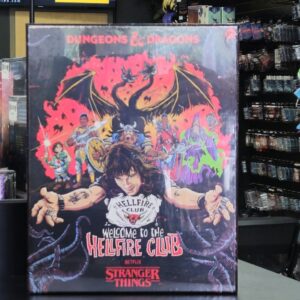 DUNGEONS & DRAGONS
HELLFIRE
CLUB
WELCOME TO THE
HELLFIRE CLUB
NETFLIX
STRANGER
THINGS